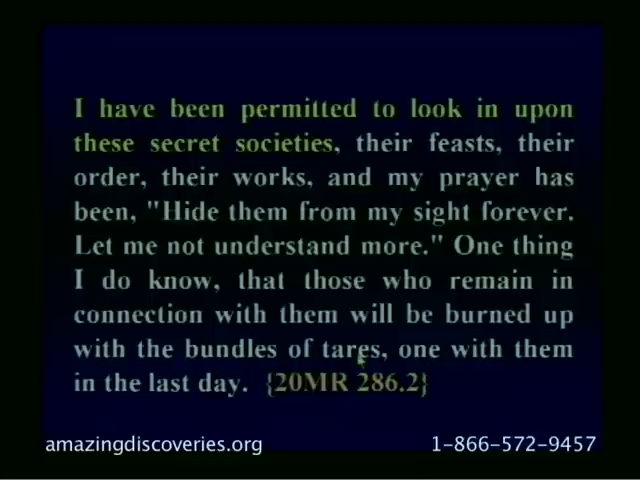 I have been permitted to look in upon
these secret societies, their feasts, their
order, their works, and my prayer has
been, "Hide them from my sight forever.
Let me not understand more." One thing
I do know, that those who remain in
connection with them will be burned up
with the bundles of tares, one with them
in the last day. {20MR 286.2}
amazingdiscoveries.org 1-866-572-9457